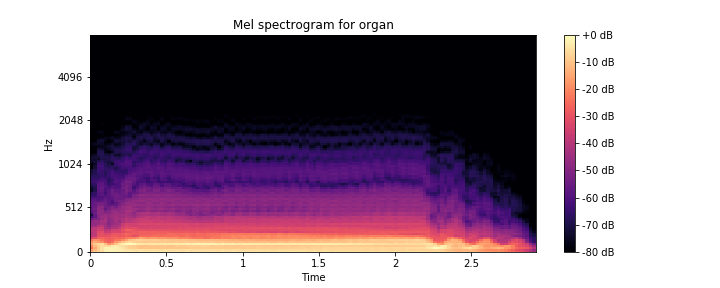 Mel spectrogram for organ
Hz
4096
2048
1024
512
0
0 0.5 1 1.5 2 2.5
Time
+0 dB
-10 dB
-20 dB
-30 dB
-40 dB
-50 dB
-60 dB
-70 dB
-80 dB